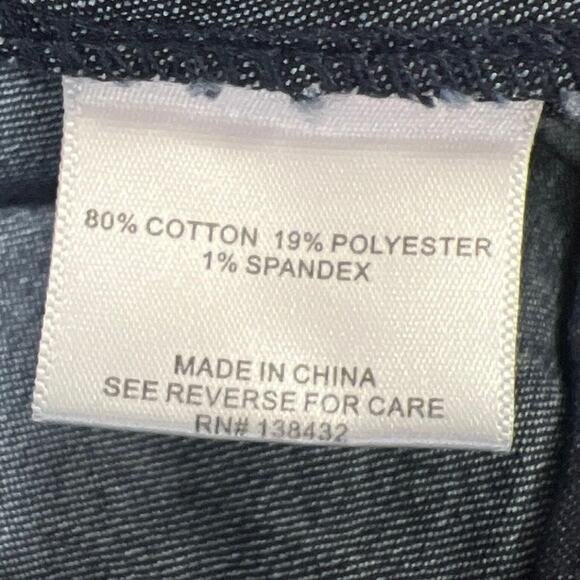 80% COTTON 19% POLYESTER
1% SPANDEX
MADE IN CHINA
SEE REVERSE FOR CARE
RN# 138432